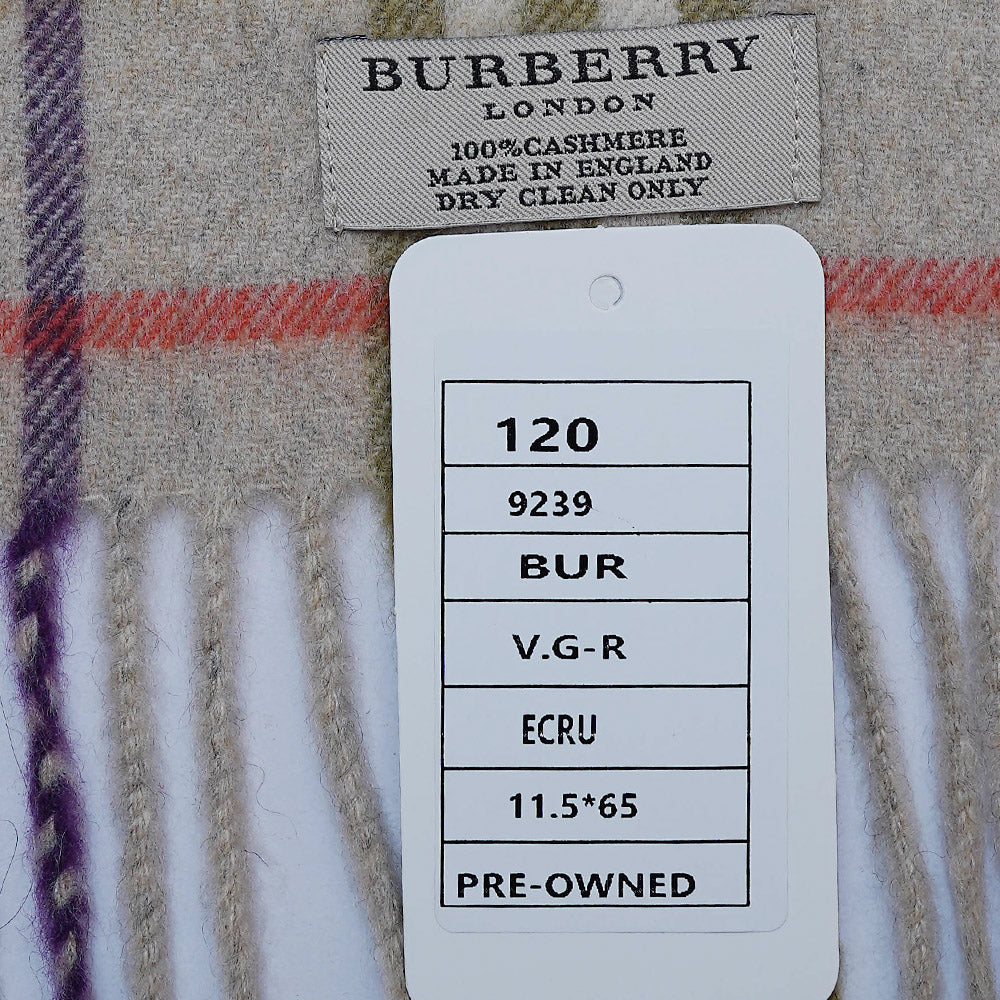 BURBERRY
LONDON
100%CASHMERE
MADE IN ENGLAND
DRY CLEAN ONLY
120
9239
BUR
V.G-R
ECRU
11.5*65
PRE-OWNED